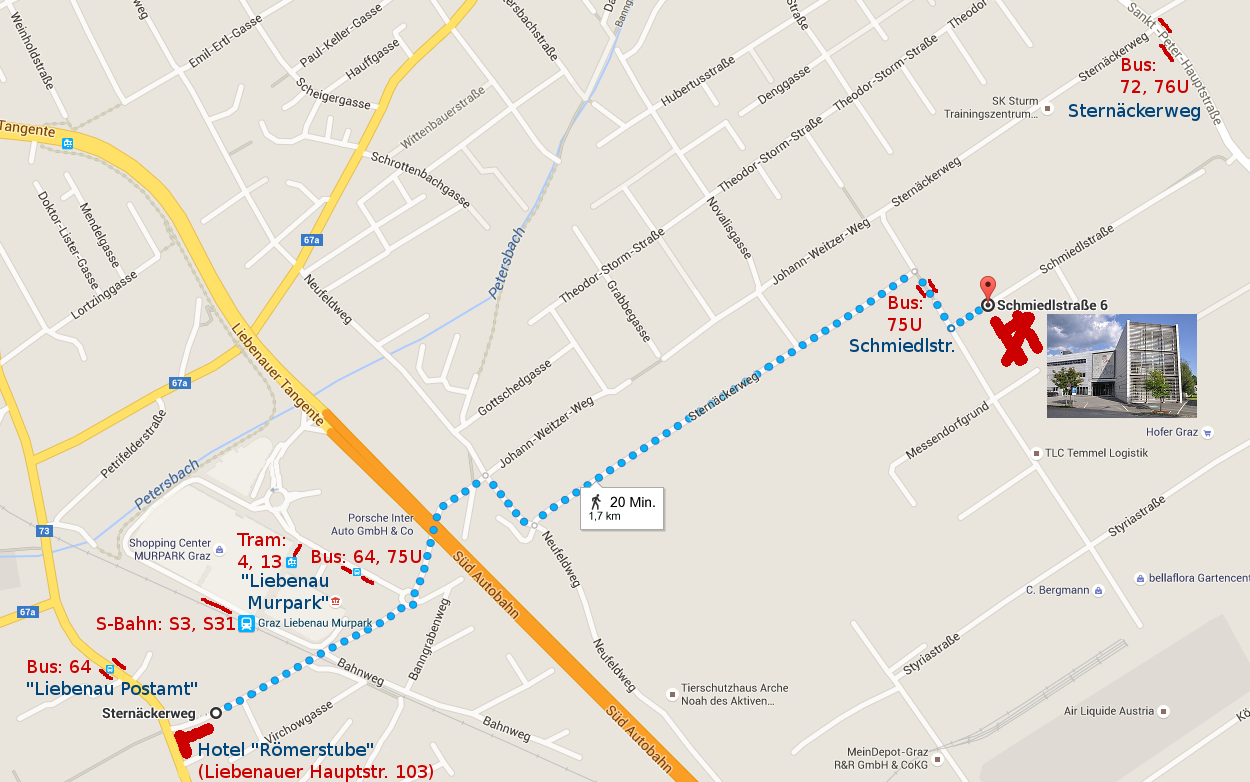 Weinholdstraße
Emil-Ertl-Gasse
Paul-Keller-Gasse
Hauffgasse
Scheigergasse
Wittenbauerstraße
Schrottenbachgasse
Tangente
Doktor-Lister-Gasse
Mendelgasse
Lortzinggasse
67a
Neufeldweg
Petersbach
Hubertusstraße
Denggasse
Theodor-Storm-Straße
Theodor-Storm-Straße
Theodor-Storm-Straße
Theodor
Straße
Sankt-Peter-Hauptstraße
Sternäckerweg
Bus:
72, 76U
Sternäckerweg
SK Sturm
Trainingszentrum...
Sternäckerweg
Novalisgasse
Johann-Weitzer-Weg
Schmiedlstraße
Grabbegasse
Bus:
75U
Schmiedlstr.
Schmiedlstraße 6
Liebenauer Tangente
67a
Gottschedgasse
Johann-Weitzer-Weg
Sternäckerweg
Messendorfgrund
Hofer Graz
TLC Temmel Logistik
Petrifelderstraße
Petersbach
20 Min.
1,7 km
Styriastraße
73
Shopping Center
MURPARK Graz
Porsche Inter
Auto GmbH & Co
Tram:
4, 13
Bus: 64, 75U
"Liebenau
Murpark"
Süd Autobahn
Neufeldweg
bellaflora Gartencent
C. Bergmann
67a
S-Bahn: S3, S31
Graz Liebenau Murpark
Banngrabenweg
Neufeldweg
Styriastraße
Bus: 64
"Liebenau Postamt"
Bahnweg
Tierschutzhaus Arche
Noah des Aktiven...
Sternäckerweg
Virchowgasse
Bahnweg
Süd Autobahn
Air Liquide Austria
Hotel "Römerstube"
(Liebenauer Hauptstr. 103)
MeinDepot-Graz
R&R GmbH & CoKG